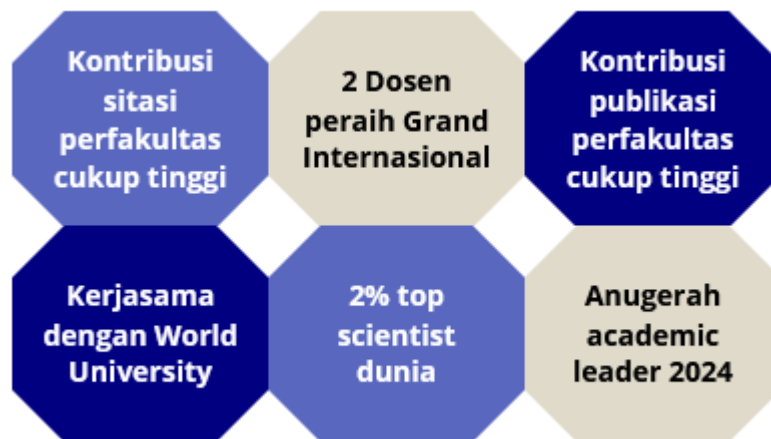 Kontribusi
sitasi
perfakultas
cukup tinggi
2 Dosen
peraih Grand
Internasional
Kontribusi
publikasi
perfakultas
cukup tinggi
Kerjasama
dengan World
University
2% top
scientist
dunia
Anugerah
academic
leader 2024